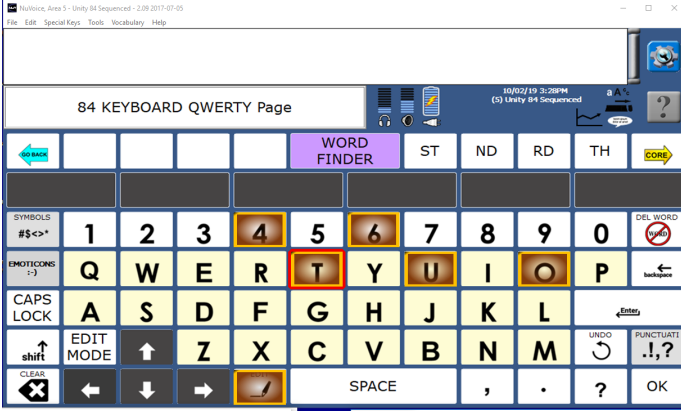 NuVoice, Area 5 - Unity 84 Sequenced - 2.09 2017-07-05
File Edit Special Keys Tools Vocabulary Help
84 KEYBOARD QWERTY Page
10/02/19 3:28PM
(5) Unity 84 Sequenced
GO BACK
WORD FINDER
ST ND RD TH
CORE
SYMBOLS
#$<>*
1 2 3 4 5 6 7 8 9 0
DEL WORD
WORD
EMOTICONS
:-)
Q W E R T Y U I O P
backspace
CAPS LOCK
A S D F G H J K L
Enter
shift
EDIT MODE
Z X C V B N M
UNDO
PUNCTUATI
.!,?
CLEAR
SPACE
, . ?
OK